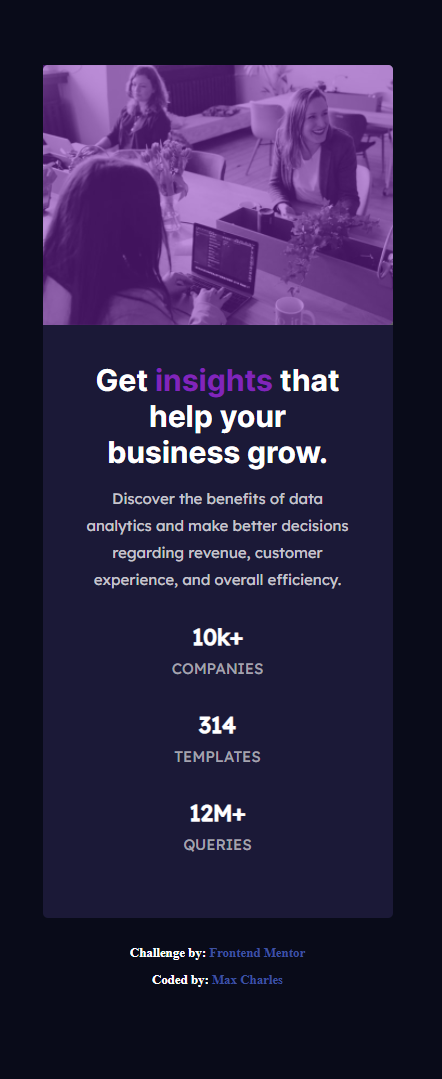 Get insights that
help your
business grow.
Discover the benefits of data
analytics and make better decisions
regarding revenue, customer
experience, and overall efficiency.
10k+
COMPANIES
314
TEMPLATES
12M+
QUERIES
Challenge by: Frontend Mentor
Coded by: Max Charles